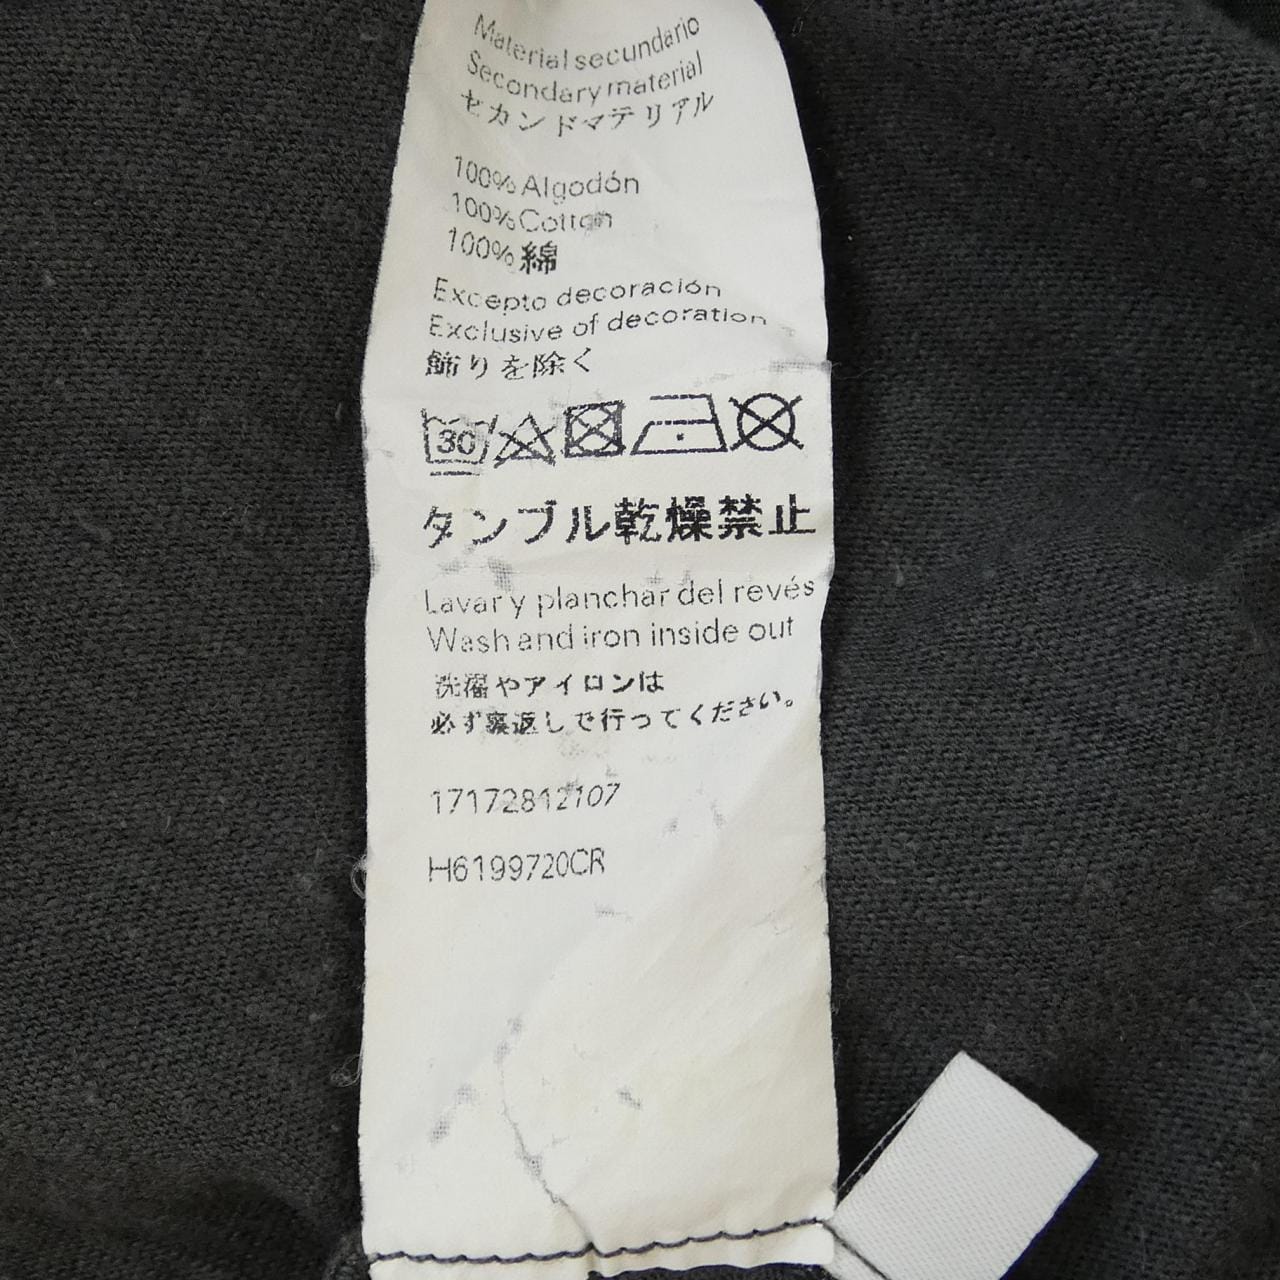 Material secundario
Secondary material
セカンドマテリアル
100% Algodón
100% Cotton
100% 綿
Excepto decoración
Exclusive of decoration
飾りを除く
30
タンブル乾燥禁止
Lavar y planchar del revés
Wash and iron inside out
洗濯やアイロンは
必ず裏返しで行ってください。
17172812107
H6199720CR